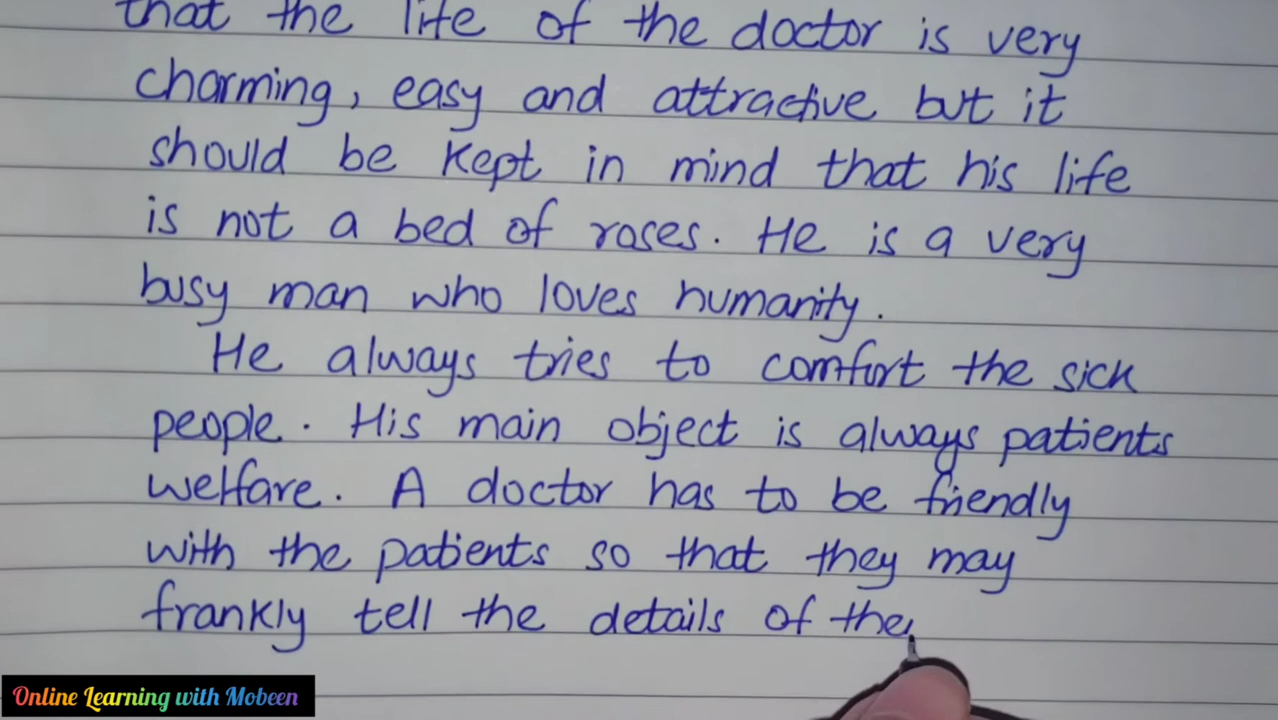 that the life of the doctor is very
charming, easy and attractive but it
should be kept in mind that his life
is not a bed of roses. He is a very
busy man who loves humanity.
He always tries to comfort the sick
people. His main object is always patients
welfare. A doctor has to be friendly
with the patients so that they may
frankly tell the details of the
Online Learning with Mobeen